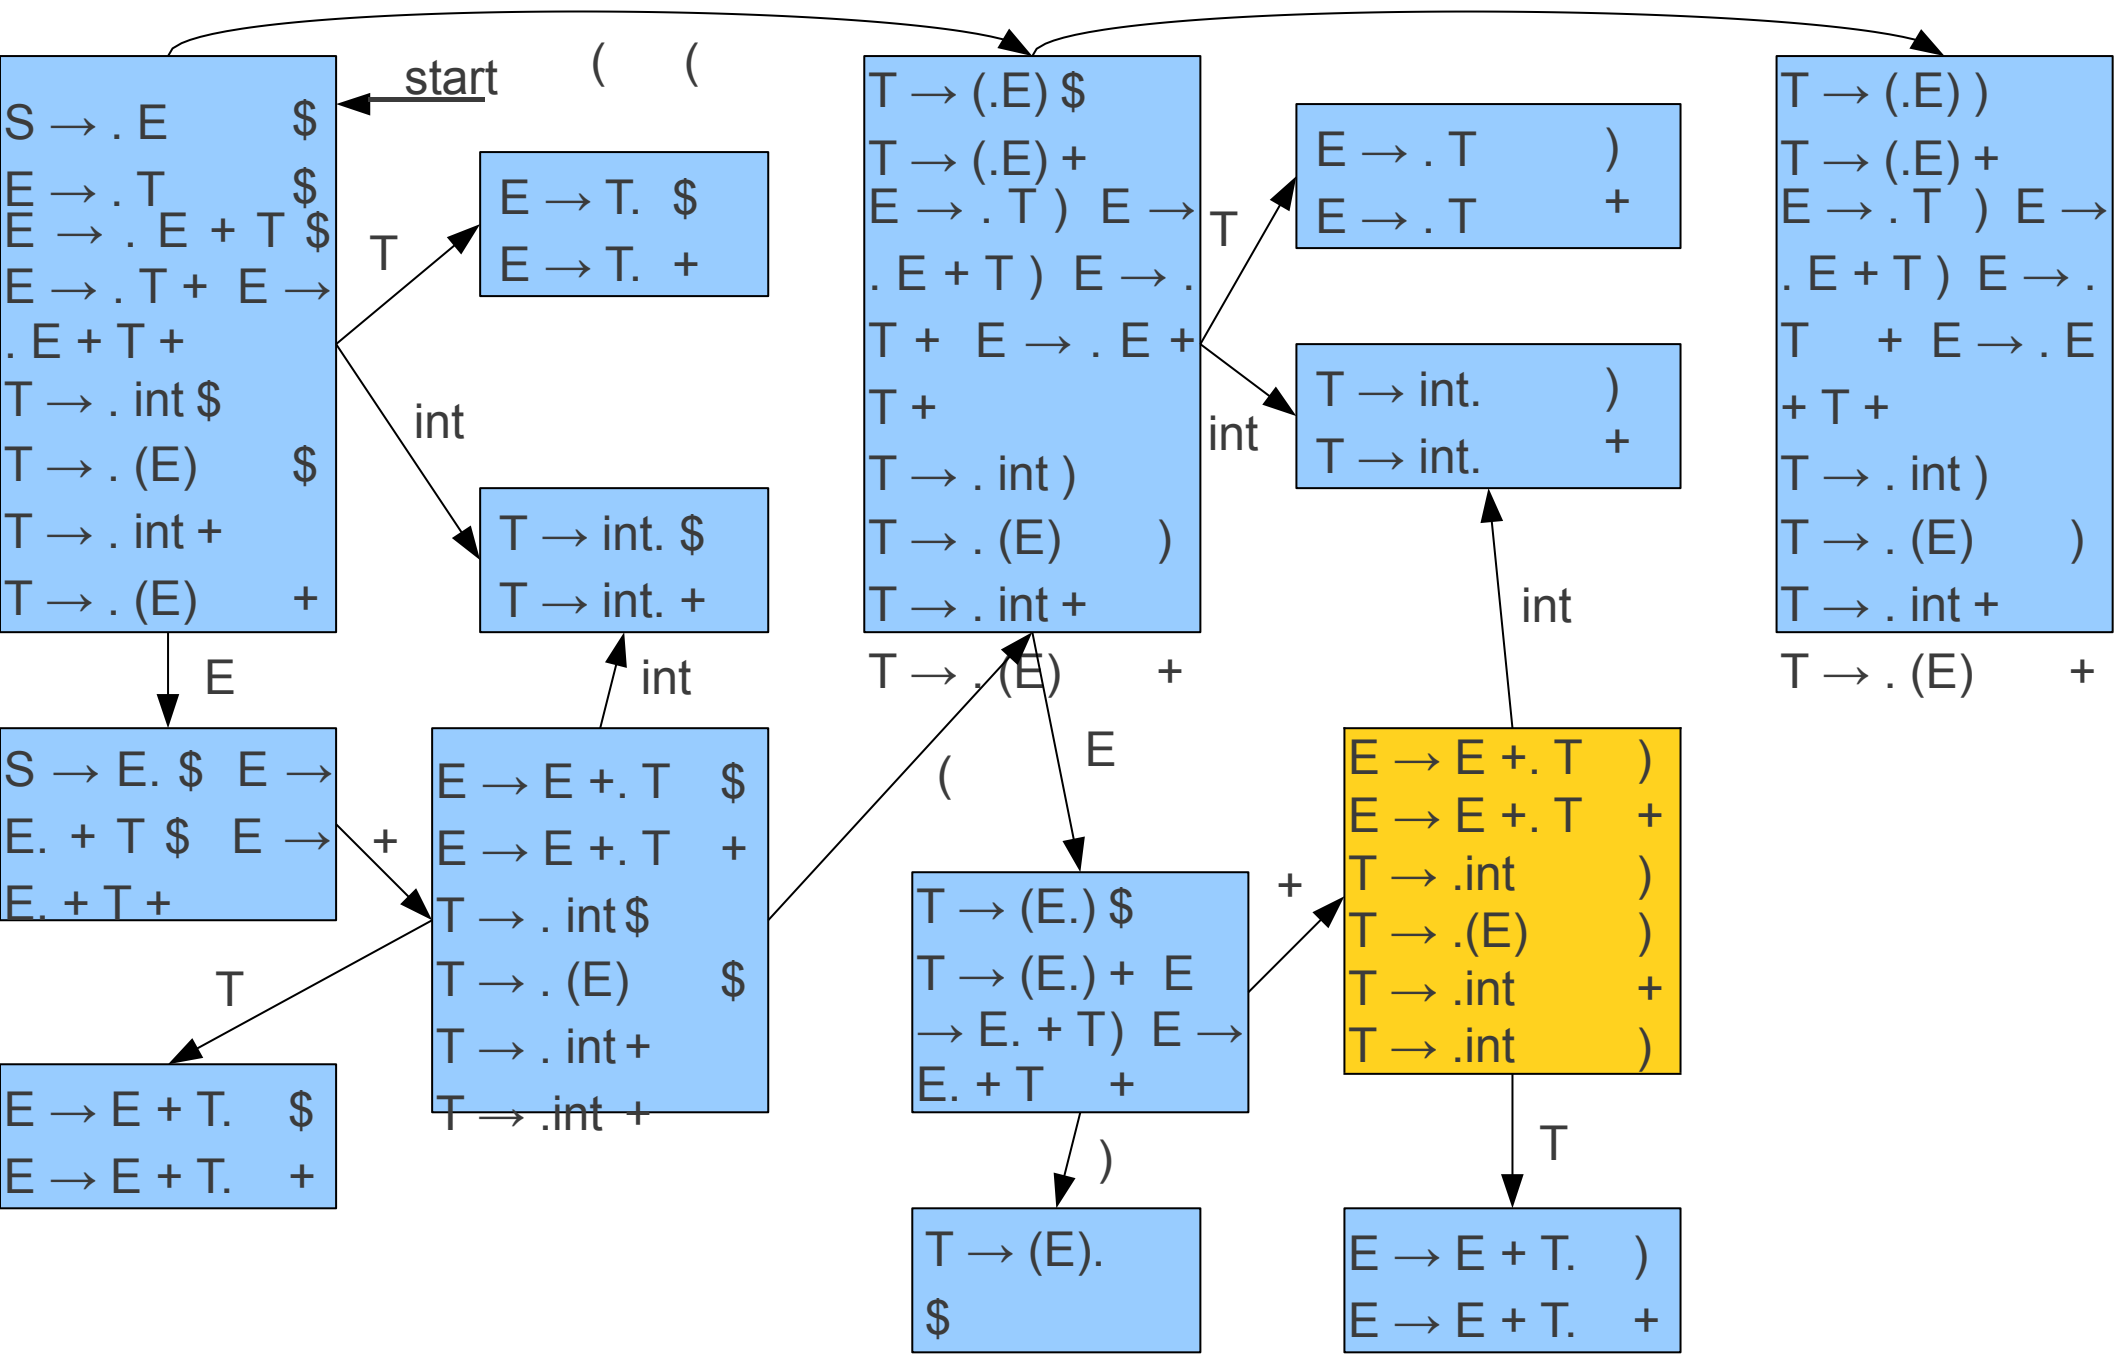 start
( (
S → . E $
E → . T $
E → . E + T $
E → . T + E →
. E + T +
T → . int $
T → . (E) $
T → . int +
T → . (E) +
T
E → T. $
E → T. +
int
T → int. $
T → int. +
T → (.E) $
T → (.E) +
E → . T ) E →
. E + T ) E → .
T + E → . E +
T +
T → . int )
T → . (E) )
T → . int +
T → . (E) +
T
E → . T )
E → . T +
int
T → int. )
T → int. +
T → (.E) )
T → (.E) +
E → . T ) E →
. E + T ) E → .
T + E → . E
+ T +
T → . int )
T → . (E) )
T → . int +
T → . (E) +
E
int
int
S → E. $ E →
E. + T $ E →
E. + T +
+
E → E +. T $
E → E +. T +
T → . int $
T → . (E) $
T → . int +
T → .int +
(
E
T
E → E + T. $
E → E + T. +
T → (E.) $
T → (E.) + E
→ E. + T) E →
E. + T +
+
E → E +. T )
E → E +. T +
T → .int )
T → .(E) )
T → .int +
T → .int )
)
T
T → (E).
$
E → E + T. )
E → E + T. +